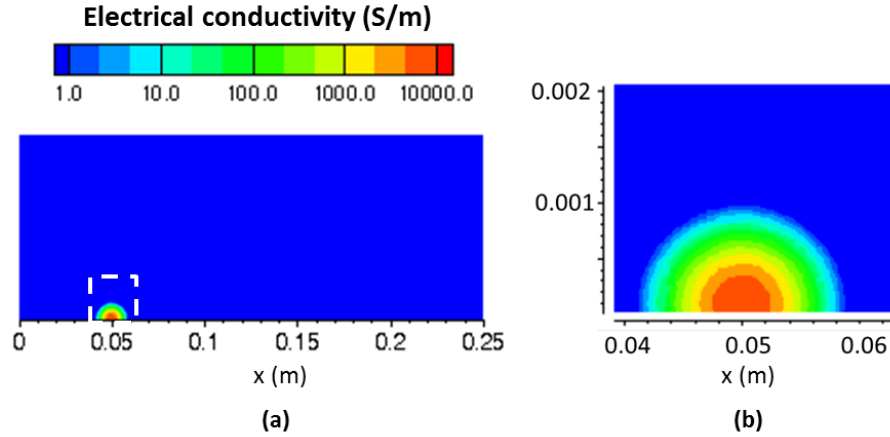 Electrical conductivity (S/m)
1.0 10.0 100.0 1000.0 10000.0
0 0.05 0.1 0.15 0.2 0.25
x (m)
(a)
0.002
0.001
0.04 0.05 0.06
x (m)
(b)